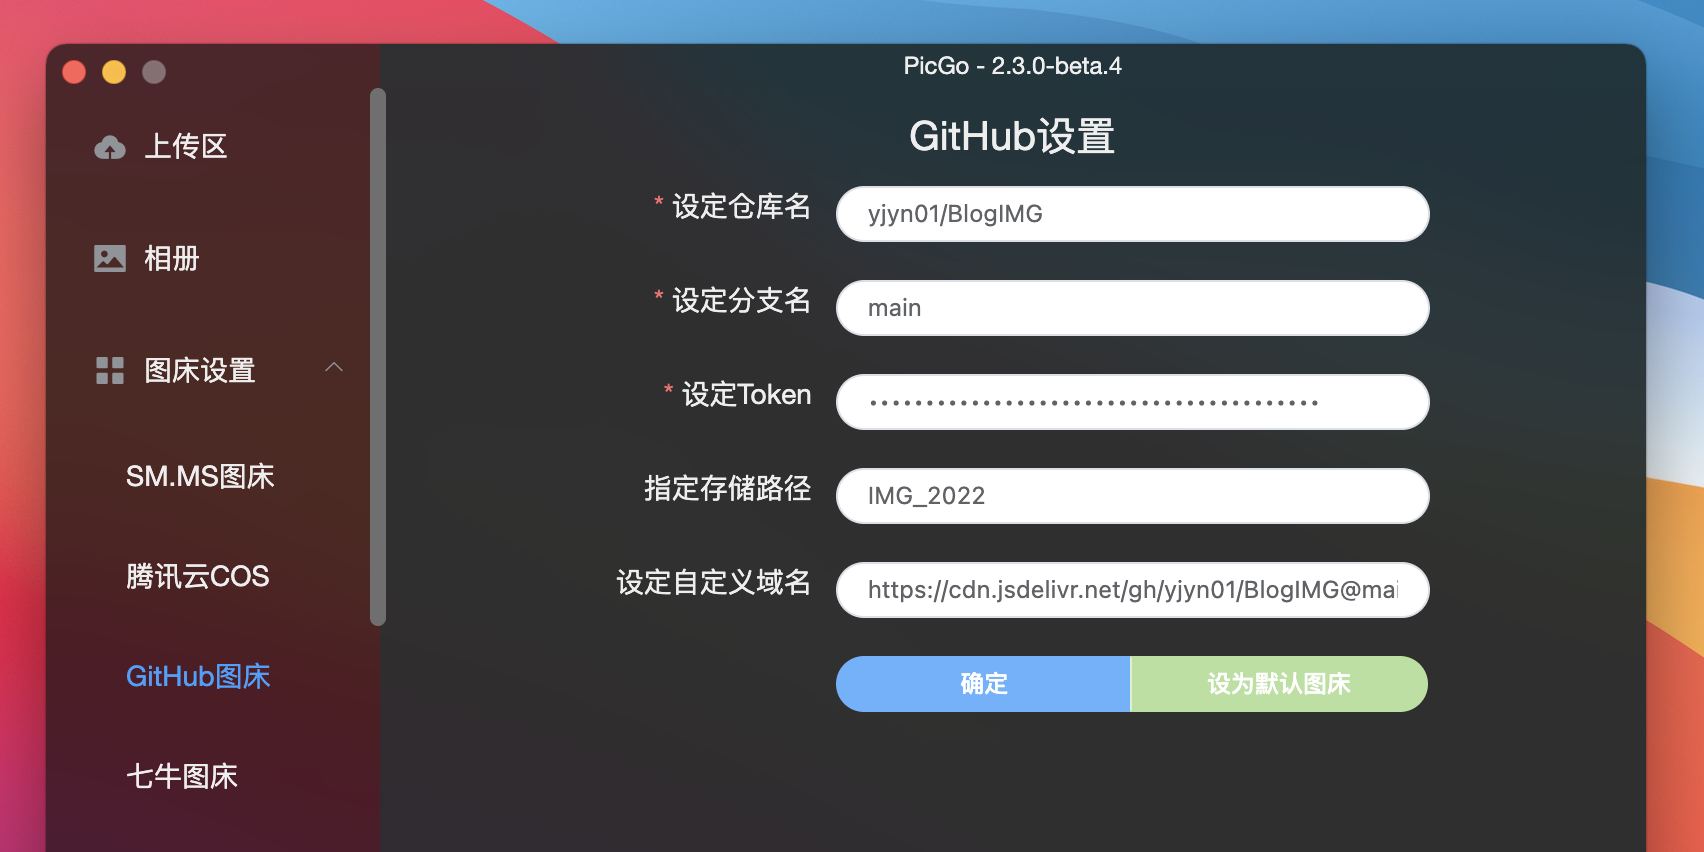 PicGo - 2.3.0-beta.4
上传区
相册
图床设置
SM.MS图床
腾讯云COS
GitHub图床
七牛图床
GitHub设置
* 设定仓库名 yjyn01/BlogIMG
* 设定分支名 main
* 设定Token ••••••••••••••••••••••••••••••••••••••••
指定存储路径 IMG_2022
设定自定义域名 https://cdn.jsdelivr.net/gh/yjyn01/BlogIMG@mai
确定 设为默认图床